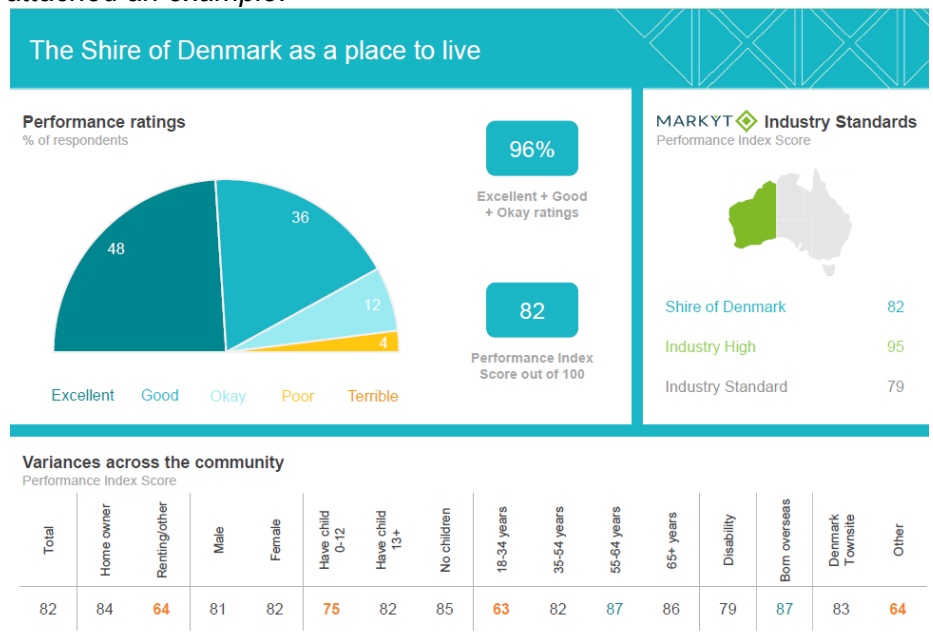 attached an example.
The Shire of Denmark as a place to live
Performance ratings
% of respondents
48
36
12
4
Excellent
Good
Okay
Poor
Terrible
96%
Excellent + Good
+ Okay ratings
82
Performance Index
Score out of 100
MARKYT Industry Standards
Performance Index Score
Shire of Denmark 82
Industry High 95
Industry Standard 79
Variances across the community
Performance Index Score
Total
Home owner
Renting/other
Male
Female
Have child
0-12
Have child
13+
No children
18-34 years
35-54 years
55-64 years
65+ years
Disability
Born overseas
Denmark
Townsite
Other
82 84 64 81 82 75 82 85 63 82 87 86 79 87 83 64